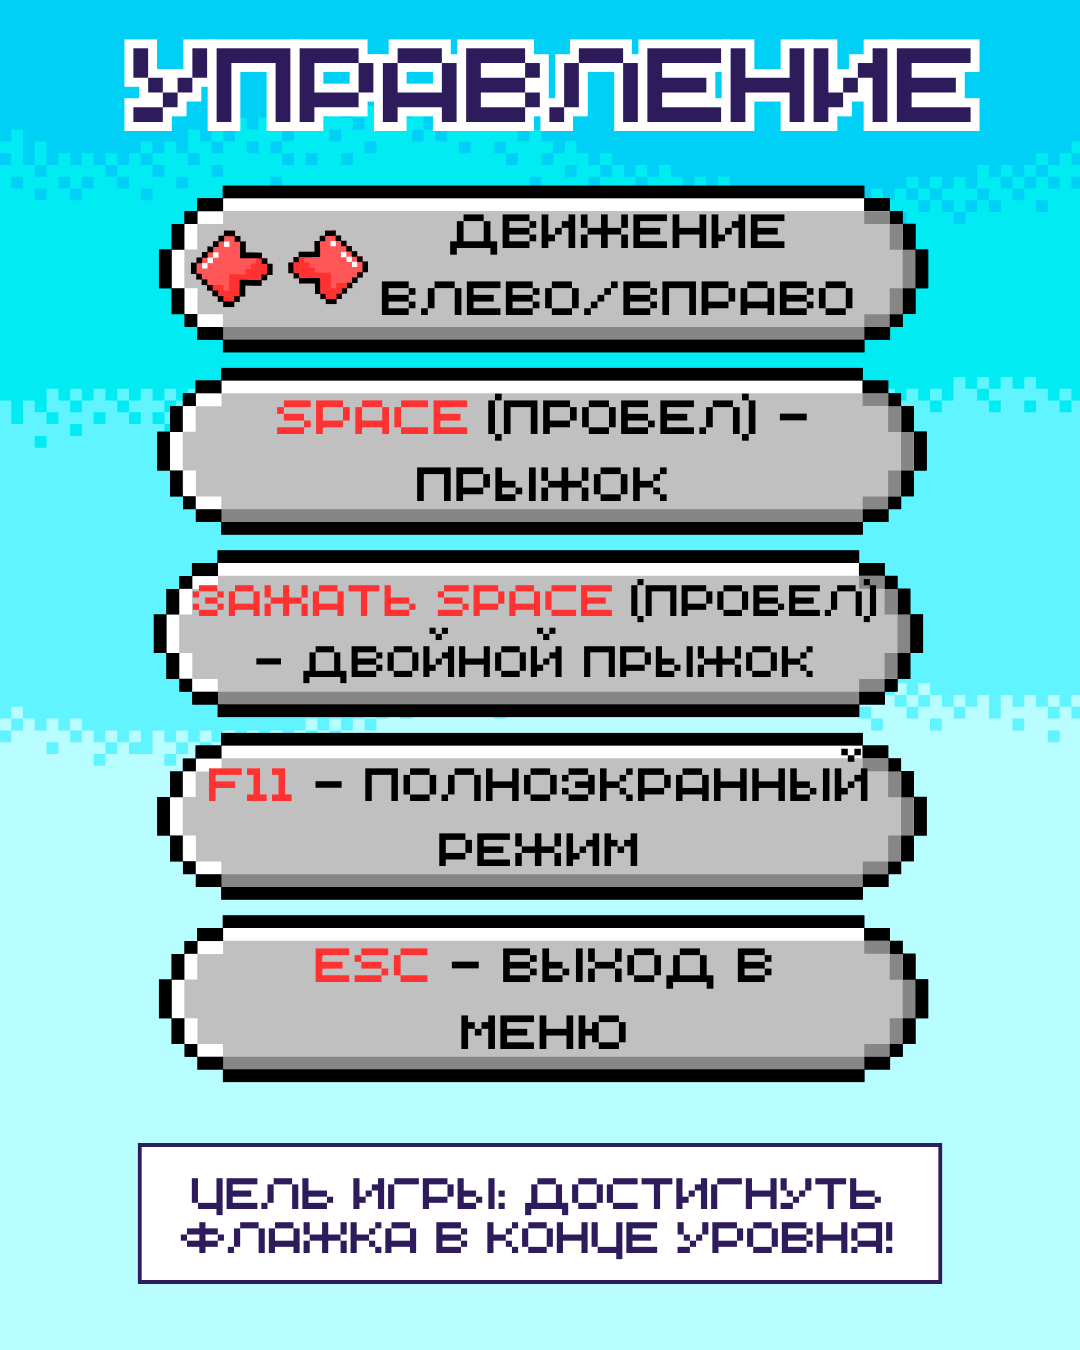 УПРАВЛЕНИЕ
ДВИЖЕНИЕ
ВЛЕВО/ВПРАВО
SPACE (ПРОБЕЛ) -
ПРЫЖОК
ЗАЖАТЬ SPACE (ПРОБЕЛ)
- ДВОЙНОЙ ПРЫЖОК
F11 - ПОЛНОЭКРАННЫЙ
РЕЖИМ
ESC - ВЫХОД В
МЕНЮ
ЦЕЛЬ ИГРЫ: ДОСТИГНУТЬ
ФЛАЖКА В КОНЦЕ УРОВНЯ!